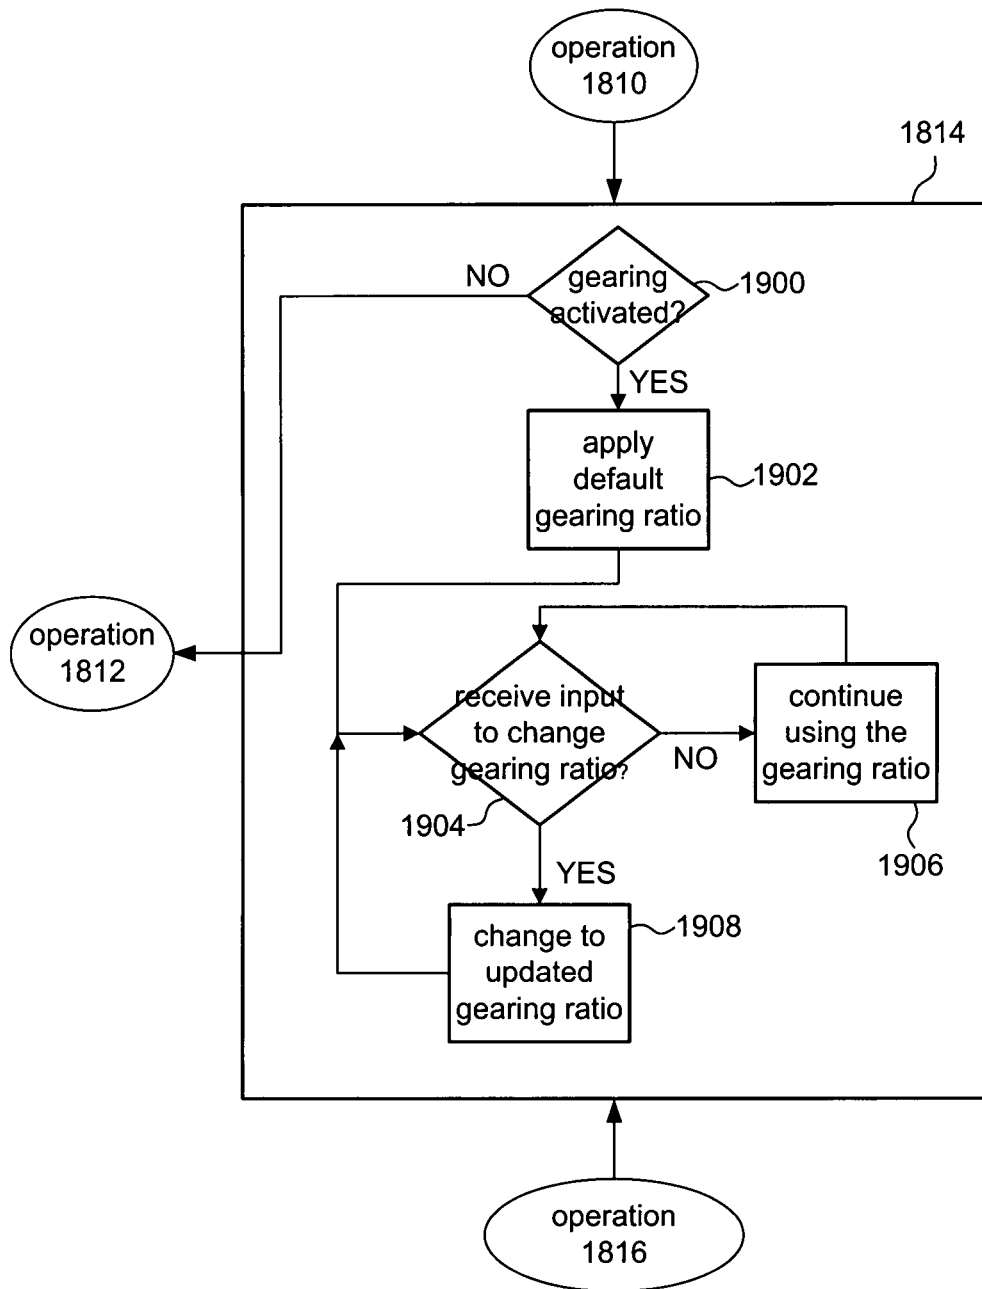 operation
1810
1814
NO
gearing
activated?
1900
YES
apply
default
gearing ratio
1902
operation
1812
receive input
to change
gearing ratio?
NO
continue
using the
gearing ratio
1904
1906
YES
change to
updated
gearing ratio
1908
operation
1816